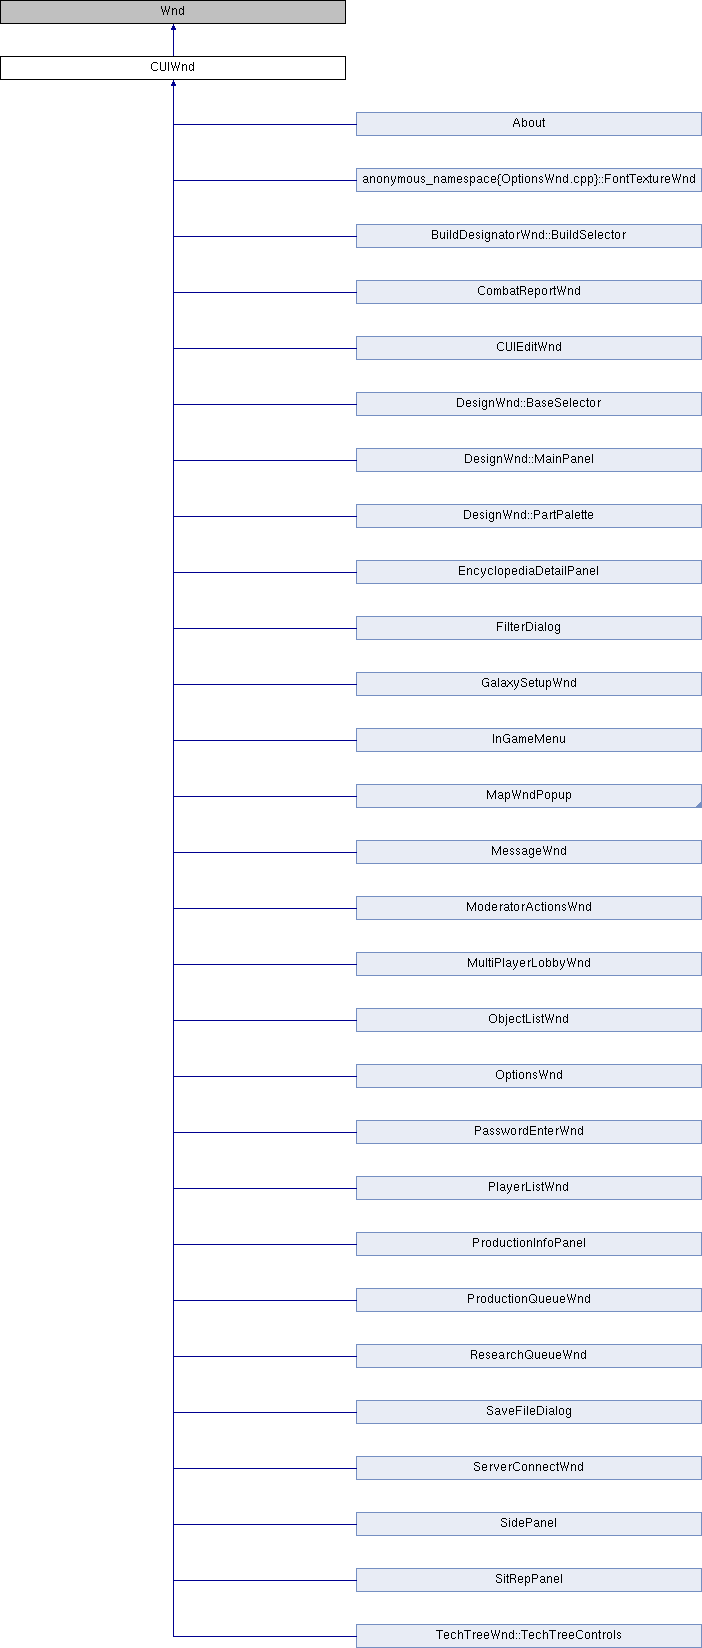 Wnd
CUIWnd
About
anonymous_namespace{OptionsWnd.cpp}::FontTextureWnd
BuildDesignatorWnd::BuildSelector
CombatReportWnd
CUIEditWnd
DesignWnd::BaseSelector
DesignWnd::MainPanel
DesignWnd::PartPalette
EncyclopediaDetailPanel
FilterDialog
GalaxySetupWnd
InGameMenu
MapWndPopup
MessageWnd
ModeratorActionsWnd
MultiPlayerLobbyWnd
ObjectListWnd
OptionsWnd
PasswordEnterWnd
PlayerListWnd
ProductionInfoPanel
ProductionQueueWnd
ResearchQueueWnd
SaveFileDialog
ServerConnectWnd
SidePanel
SitRepPanel
TechTreeWnd::TechTreeControls